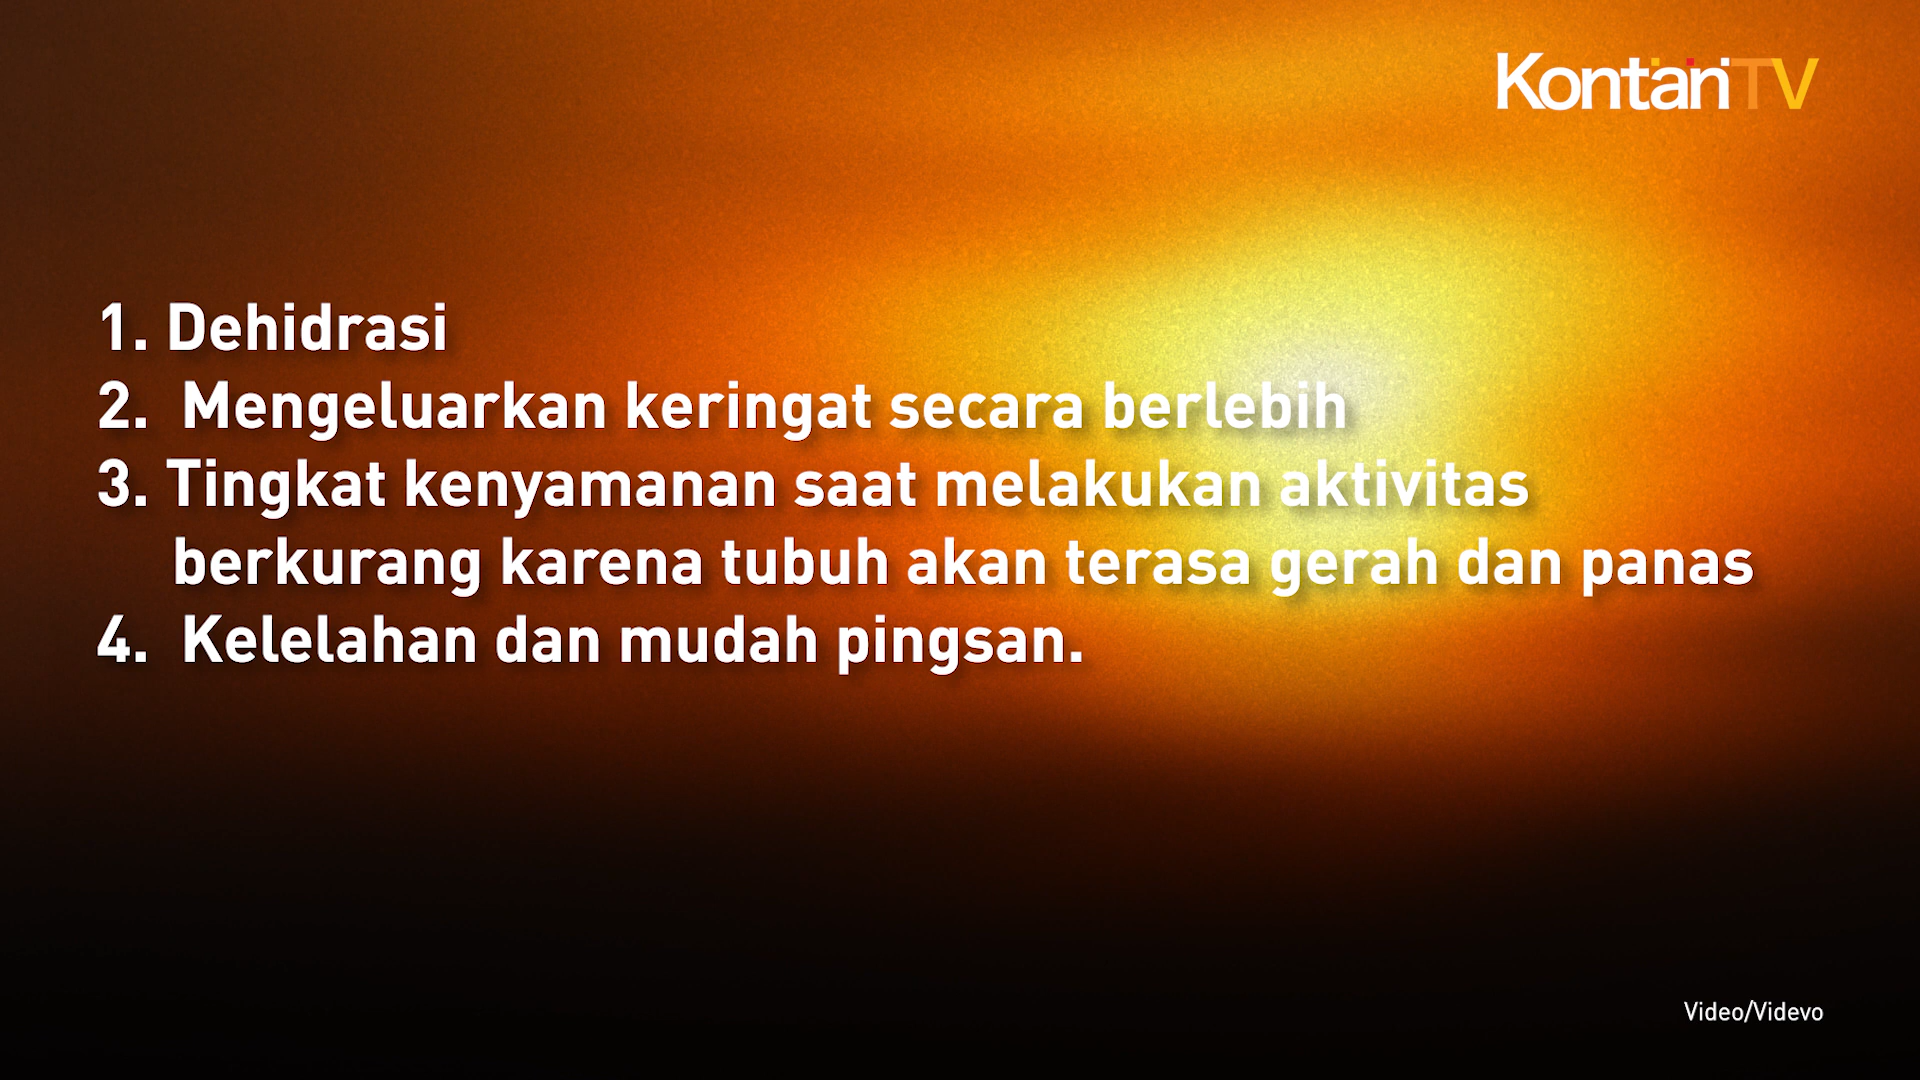 KontanTV
1. Dehidrasi
2. Mengeluarkan keringat secara berlebih
3. Tingkat kenyamanan saat melakukan aktivitas
berkurang karena tubuh akan terasa gerah dan panas
4. Kelelahan dan mudah pingsan.
Video/Videvo